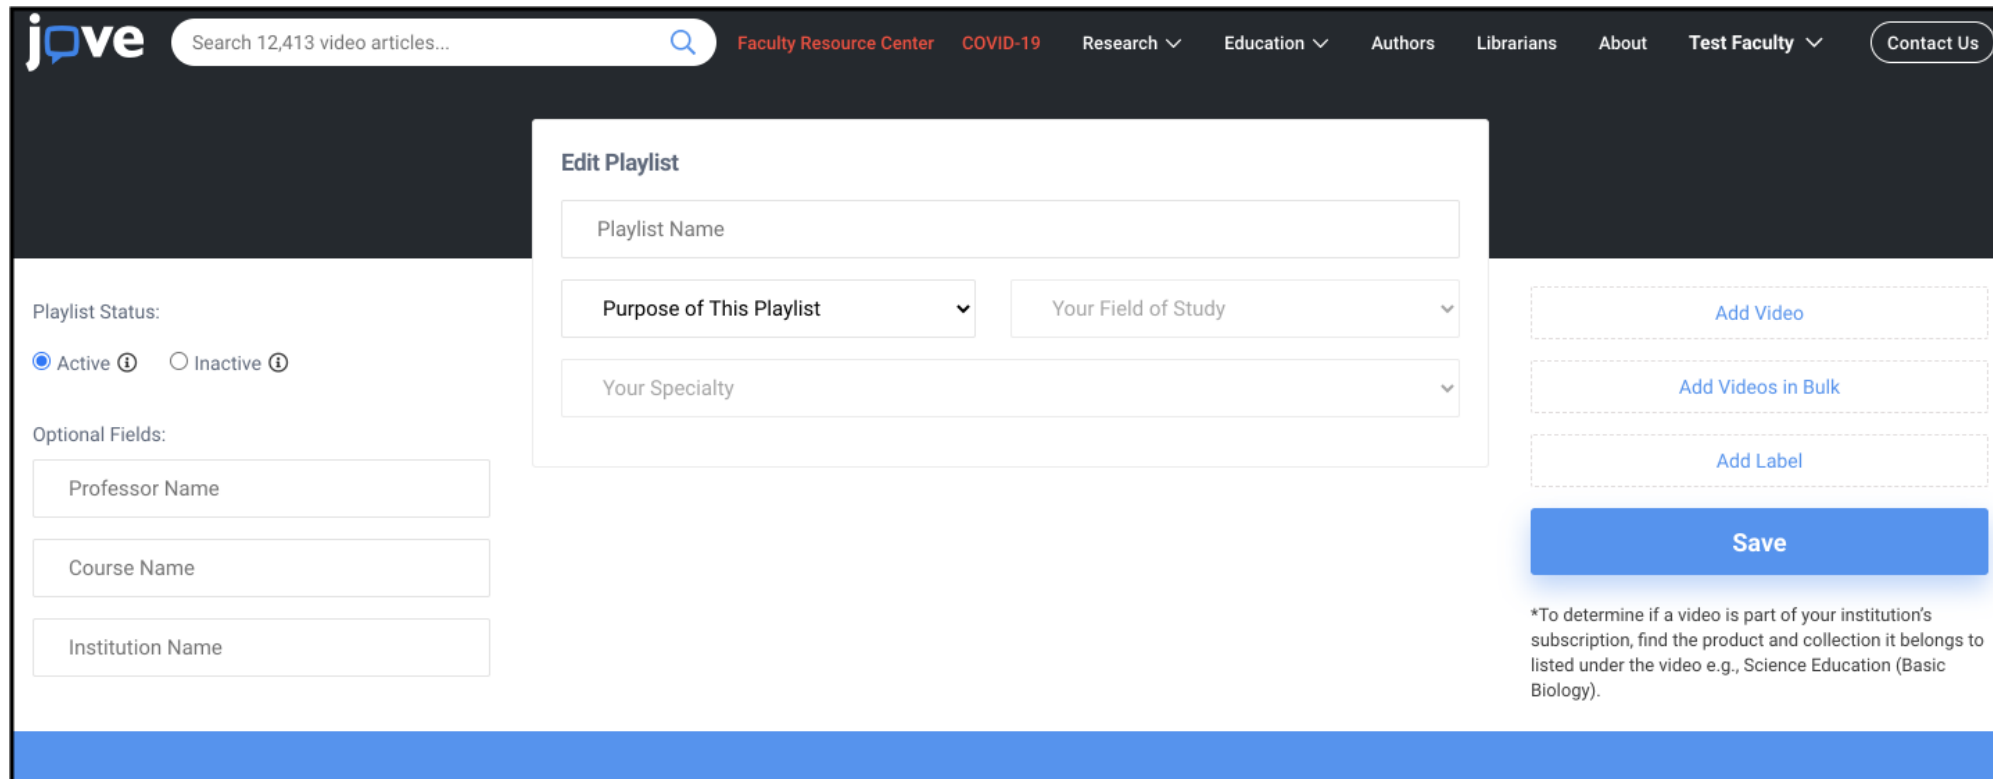 jove Search 12,413 video articles... Faculty Resource Center COVID-19 Research Education Authors Librarians About Test Faculty Contact Us
Edit Playlist
Playlist Name
Purpose of This Playlist Your Field of Study
Your Specialty
Playlist Status:
Active Inactive
Optional Fields:
Professor Name
Course Name
Institution Name
Add Video
Add Videos in Bulk
Add Label
Save
*To determine if a video is part of your institution’s
subscription, find the product and collection it belongs to
listed under the video e.g., Science Education (Basic
Biology).